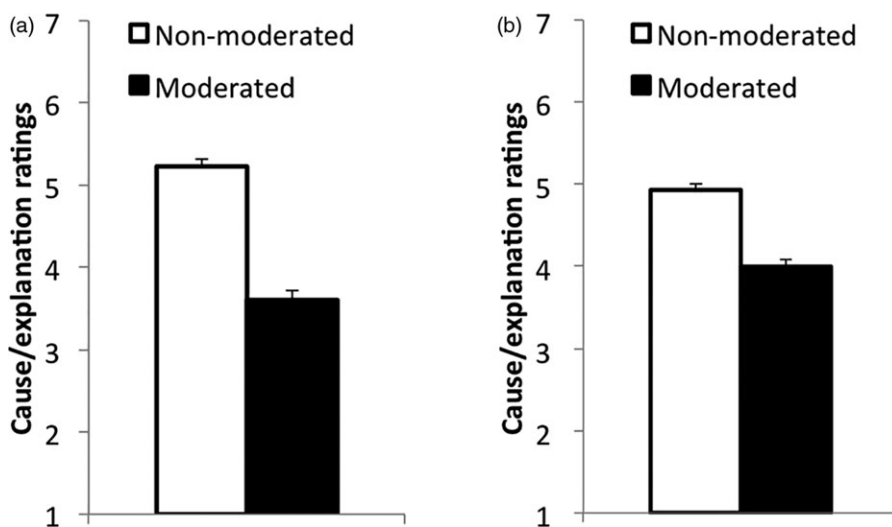 (a)
Cause/explanation ratings
7
6
5
4
3
2
1
Non-moderated
Moderated
(b)
Cause/explanation ratings
7
6
5
4
3
2
1
Non-moderated
Moderated